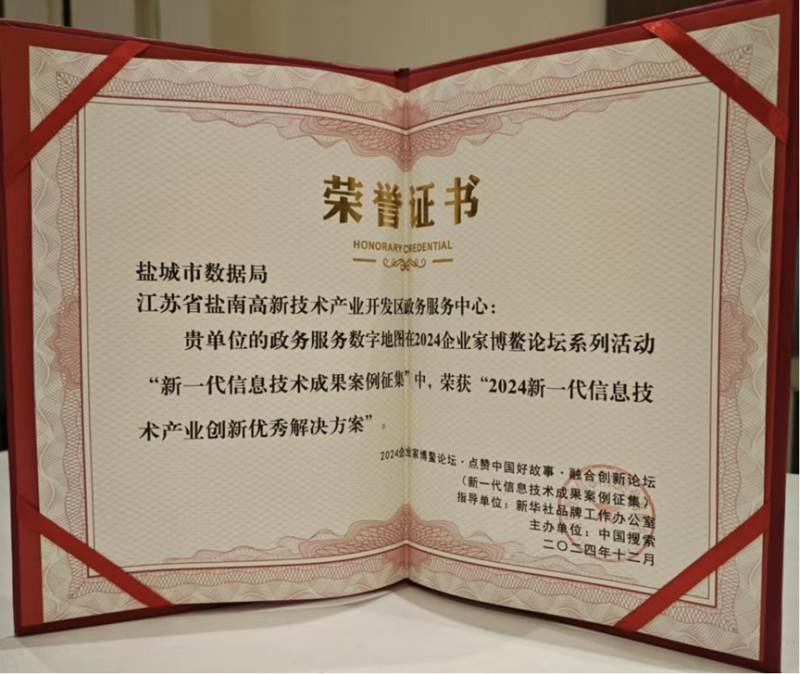 荣誉证书
HONORARY CREDENTIAL
盐城市数据局
江苏省盐南高新技术产业开发区政务服务中心：
贵单位的政务服务数字地图在2024企业家博鳌论坛系列活动
“新一代信息技术成果案例征集”中，荣获“2024新一代信息技
术产业创新优秀解决方案”。
2024企业家博鳌论坛·点赞中国好故事·融合创新论坛
（新一代信息技术成果案例征集）
指导单位：新华社品牌工作办公室
主办单位：中国搜索
二〇二四年十二月